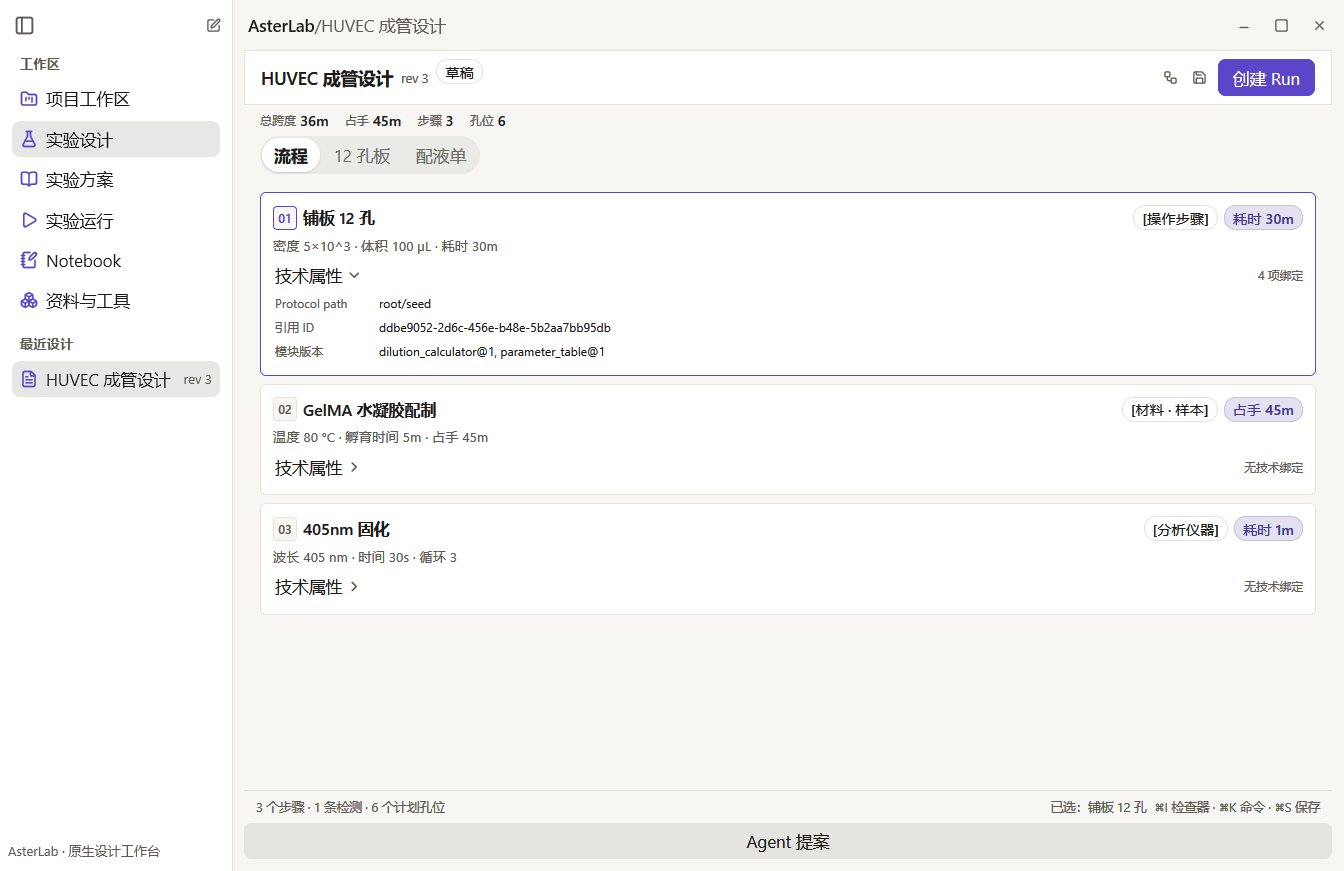 AsterLab/HUVEC 成管设计
工作区
项目工作区
实验设计
实验方案
实验运行
Notebook
资料与工具
最近设计
HUVEC 成管设计 rev 3
AsterLab · 原生设计工作台
HUVEC 成管设计 rev 3 草稿
创建 Run
总跨度 36m 占手 45m 步骤 3 孔位 6
流程 12 孔板 配液单
01 铺板 12 孔 [操作步骤] 耗时 30m
密度 5×10^3 · 体积 100 µL · 耗时 30m
技术属性 4 项绑定
Protocol path root/seed
引用 ID ddbe9052-2d6c-456e-b48e-5b2aa7bb95db
模块版本 dilution_calculator@1, parameter_table@1
02 GelMA 水凝胶配制 [材料 · 样本] 占手 45m
温度 80 °C · 孵育时间 5m · 占手 45m
技术属性 无技术绑定
03 405nm 固化 [分析仪器] 耗时 1m
波长 405 nm · 时间 30s · 循环 3
技术属性 无技术绑定
3 个步骤 · 1 条检测 · 6 个计划孔位
已选：铺板 12 孔 ⌘I 检查器 · ⌘K 命令 · ⌘S 保存
Agent 提案